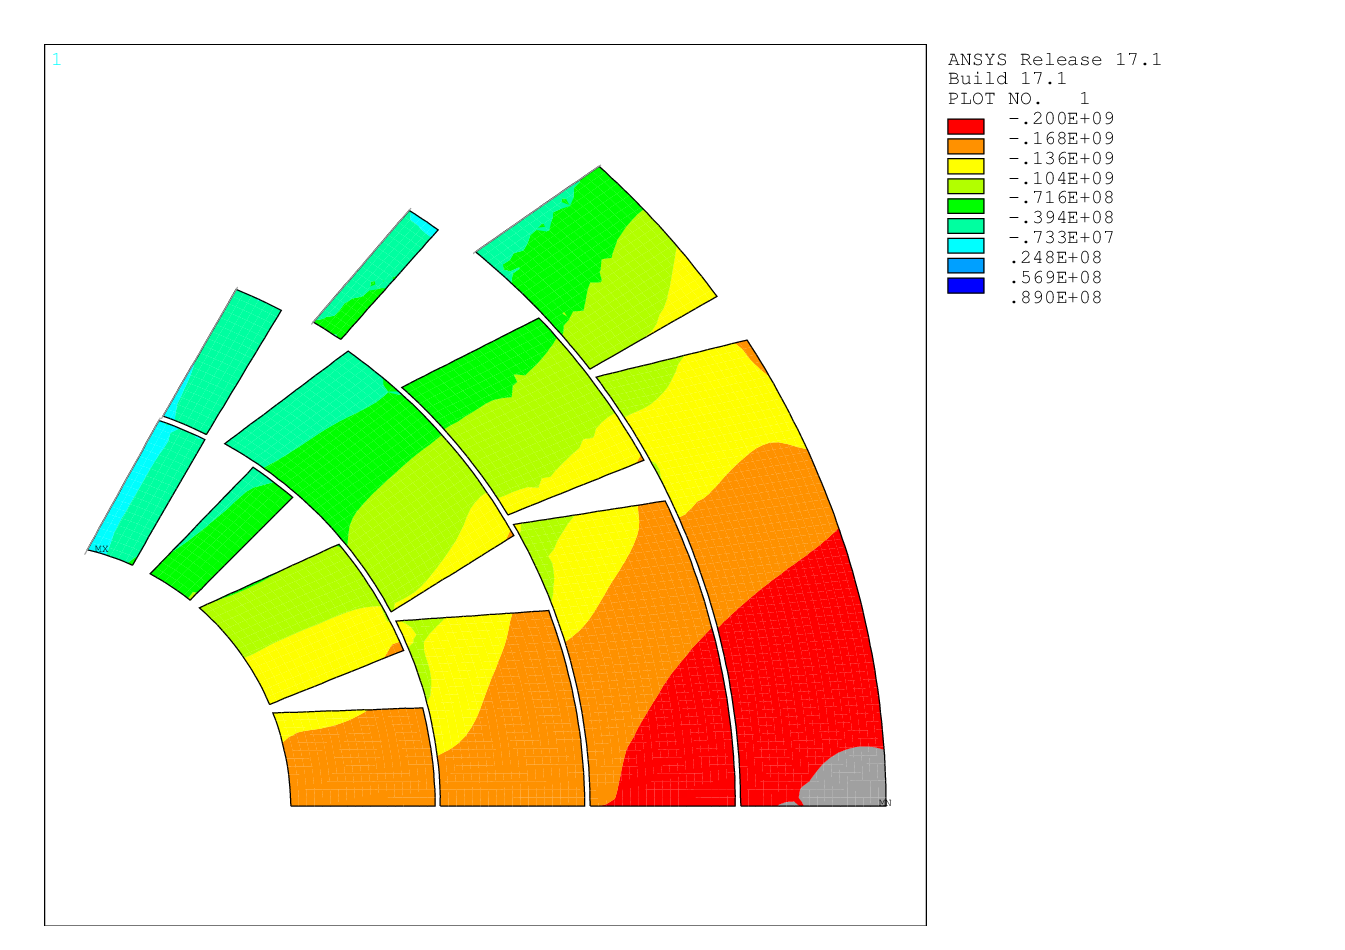 1
ANSYS Release 17.1
Build 17.1
PLOT NO. 1
-.200E+09
-.168E+09
-.136E+09
-.104E+09
-.716E+08
-.394E+08
-.733E+07
.248E+08
.569E+08
.890E+08
MX
MN